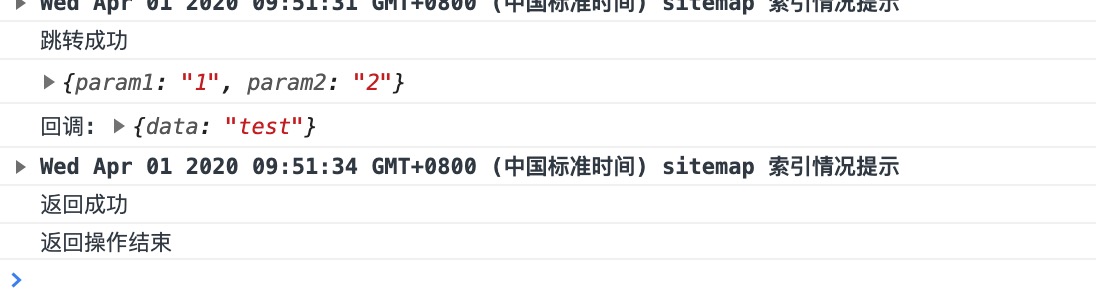 Wed Apr 01 2020 09:51:31 GMT+0800 (中国标准时间) sitemap 索引情况提示
跳转成功
{param1: "1", param2: "2"}
回调: {data: "test"}
Wed Apr 01 2020 09:51:34 GMT+0800 (中国标准时间) sitemap 索引情况提示
返回成功
返回操作结束